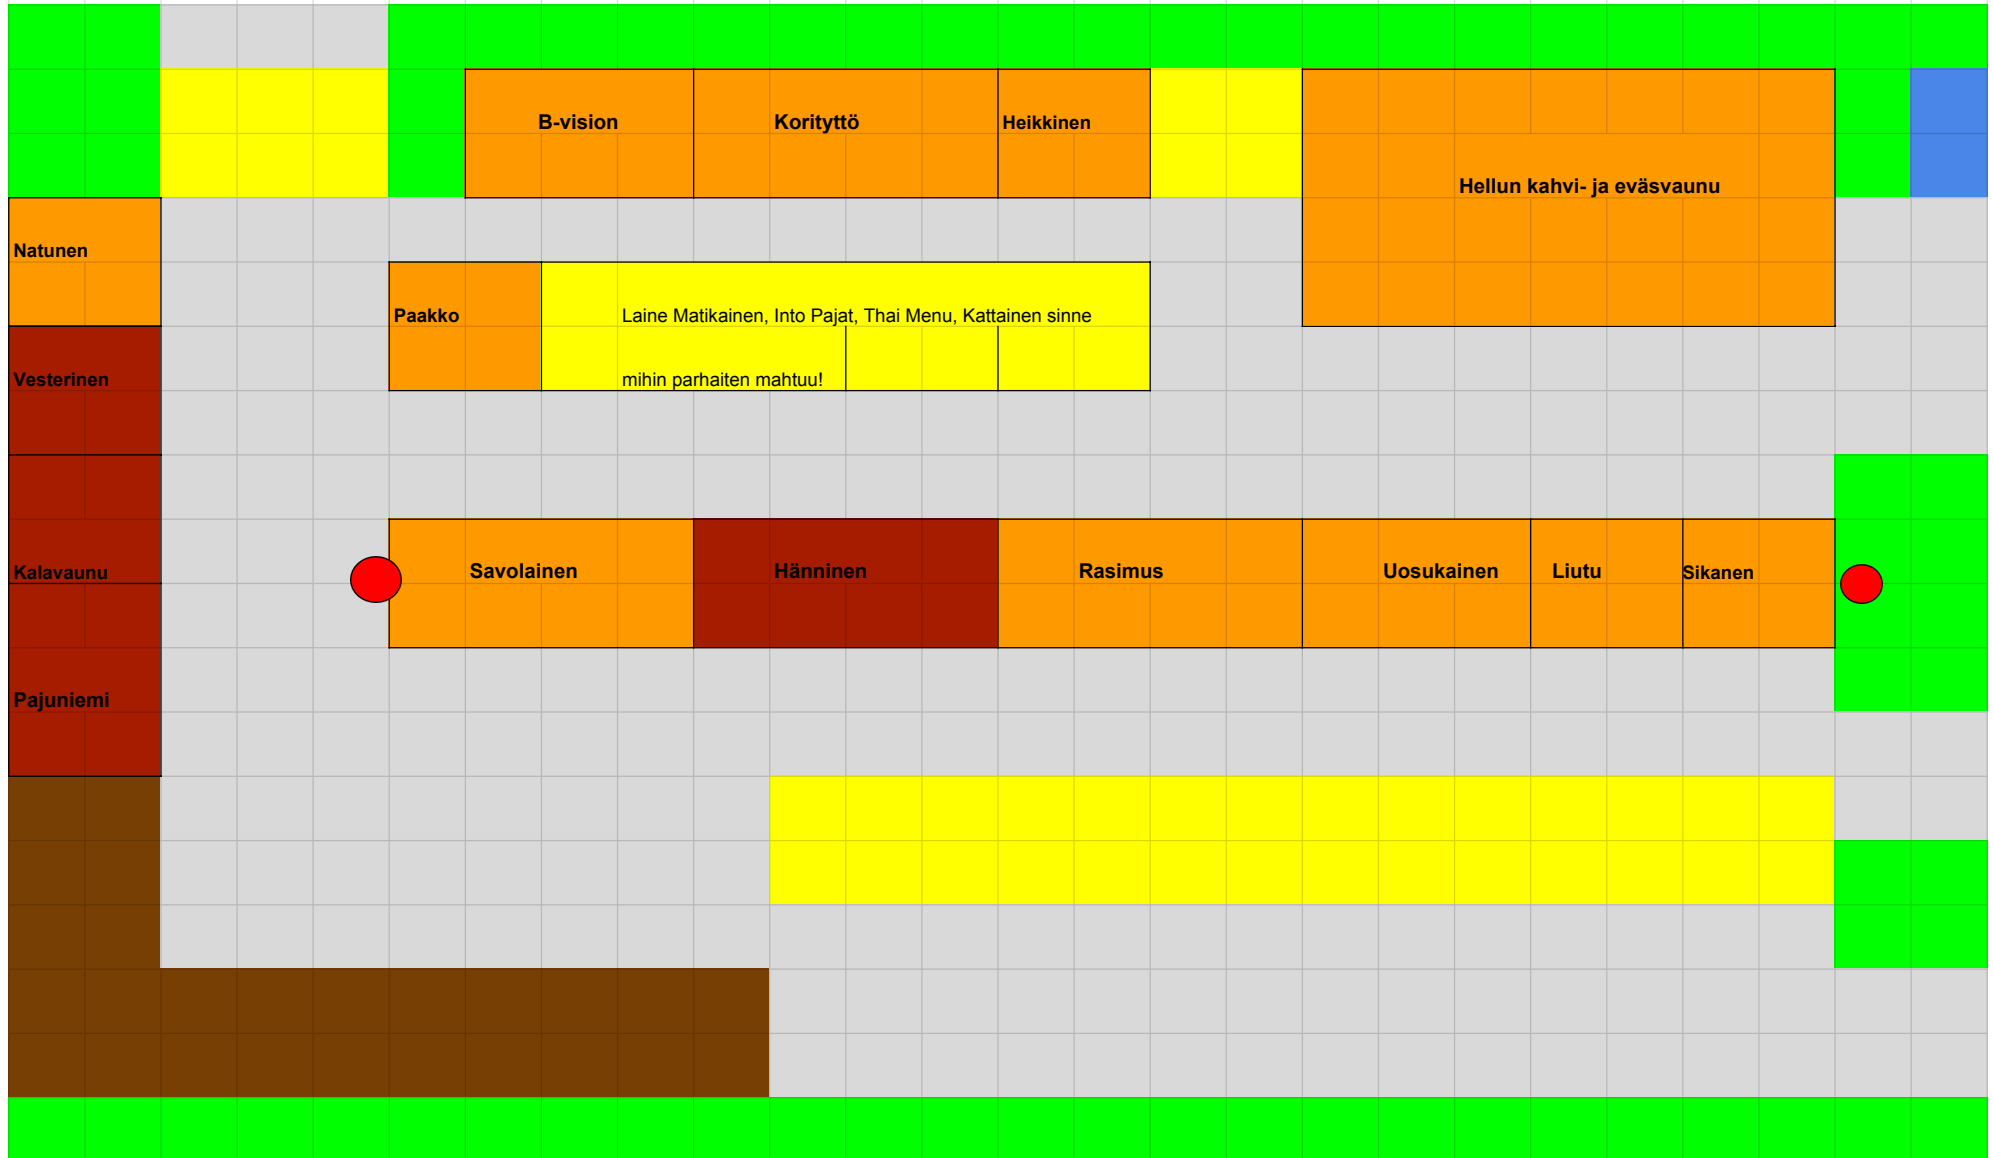 B-vision
Korityttö
Heikkinen
Hellun kahvi- ja eväsvaunu
Natunen
Paakko
Laine Matikainen, Into Pajat, Thai Menu, Kattainen sinne
mihin parhaiten mahtuu!
Vesterinen
Kalavaunu
Savolainen
Hänninen
Rasimus
Uosukainen
Liutu
Sikanen
Pajuniemi